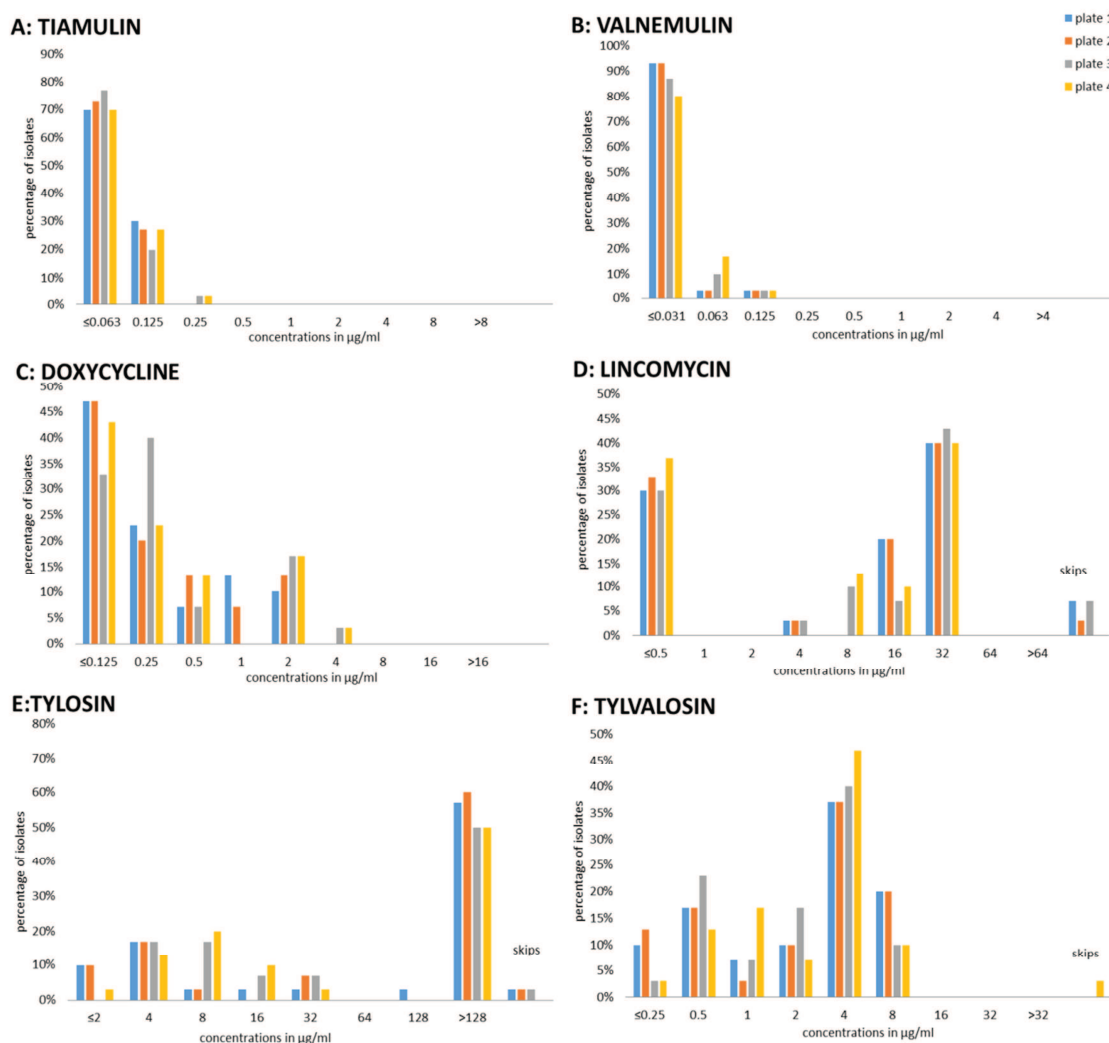 A: TIAMULIN
90%
80%
70%
60%
50%
40%
30%
20%
10%
0%
percentage of isolates
≤0.063 0.125 0.25 0.5 1 2 4 8 >8
concentrations in µg/ml
B: VALNEMULIN
100%
90%
80%
70%
60%
50%
40%
30%
20%
10%
0%
percentage of isolates
≤0.031 0.063 0.125 0.25 0.5 1 2 4 >4
concentrations in µg/ml
plate 1
plate 2
plate 3
plate 4
C: DOXYCYCLINE
50%
45%
40%
35%
30%
25%
20%
15%
10%
5%
0%
percentage of isolates
≤0.125 0.25 0.5 1 2 4 8 16 >16
concentrations in µg/ml
D: LINCOMYCIN
50%
45%
40%
35%
30%
25%
20%
15%
10%
5%
0%
percentage of isolates
skips
≤0.5 1 2 4 8 16 32 64 >64
concentrations in µg/ml
E:TYLOSIN
80%
70%
60%
50%
40%
30%
20%
10%
0%
percentage of isolates
skips
≤2 4 8 16 32 64 128 >128
concentrations in µg/ml
F: TYLVALOSIN
50%
45%
40%
35%
30%
25%
20%
15%
10%
5%
0%
percentage of isolates
skips
≤0.25 0.5 1 2 4 8 16 32 >32
concentrations in µg/ml